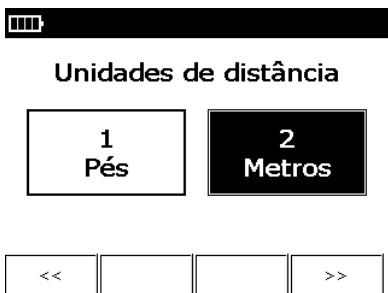 Unidades de distância
1
Pés
2
Metros
<< >>